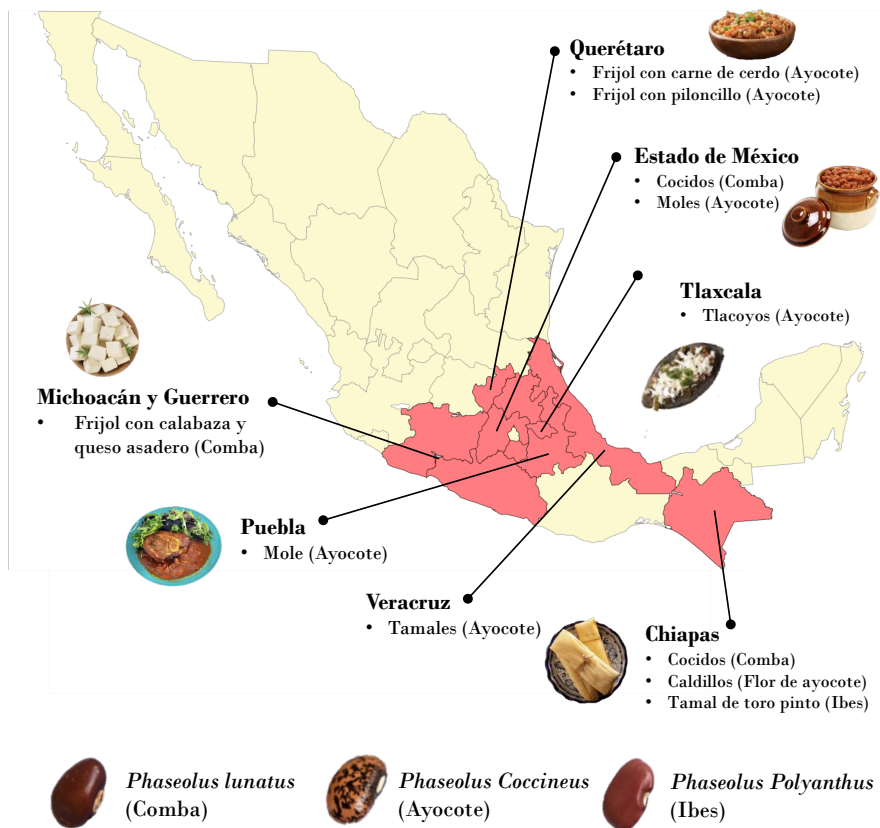 Querétaro
• Frijol con carne de cerdo (Ayocote)
• Frijol con piloncillo (Ayocote)
Estado de México
• Cocidos (Comba)
• Moles (Ayocote)
Tlaxcala
• Tlacoyos (Ayocote)
Michoacán y Guerrero
• Frijol con calabaza y
queso asadero (Comba)
Puebla
• Mole (Ayocote)
Veracruz
• Tamales (Ayocote)
Chiapas
• Cocidos (Comba)
• Caldillos (Flor de ayocote)
• Tamal de toro pinto (Ibes)
Phaseolus lunatus
(Comba)
Phaseolus Coccineus
(Ayocote)
Phaseolus Polyanthus
(Ibes)